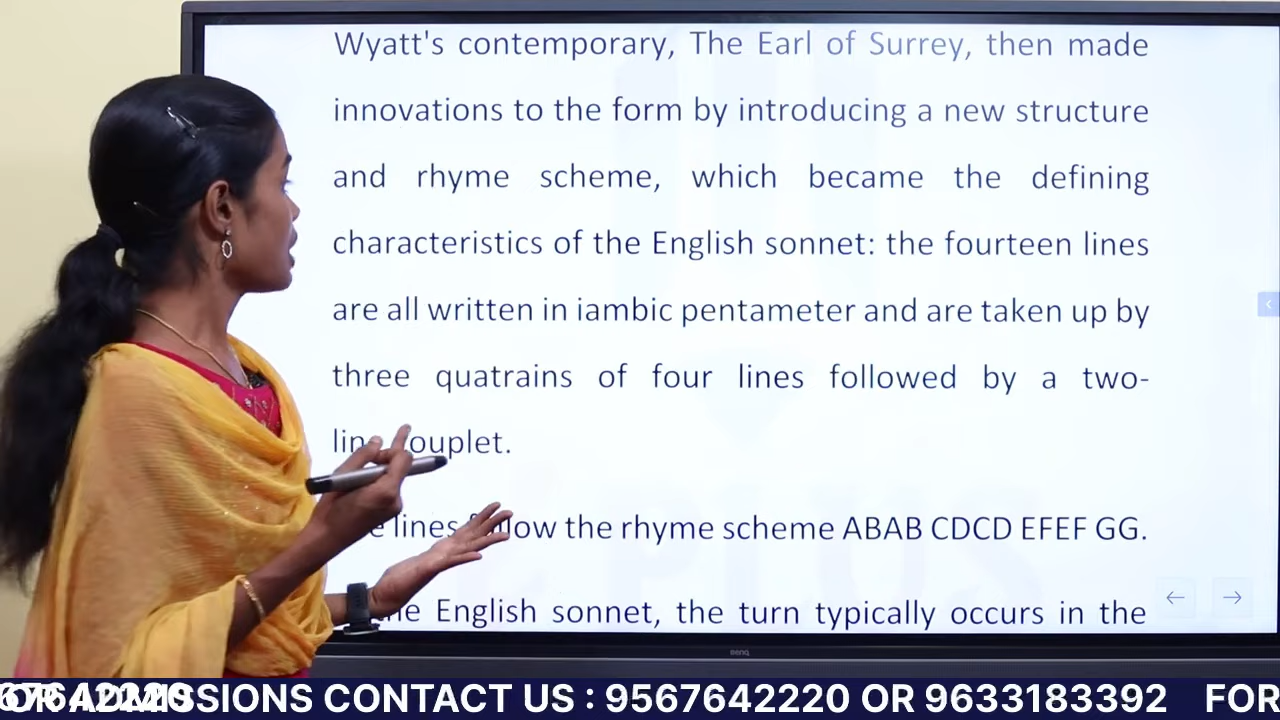 Wyatt's contemporary, The Earl of Surrey, then made
innovations to the form by introducing a new structure
and rhyme scheme, which became the defining
characteristics of the English sonnet: the fourteen lines
are all written in iambic pentameter and are taken up by
three quatrains of four lines followed by a two-
couplet.
lines follow the rhyme scheme ABAB CDCD EFEF GG.
the English sonnet, the turn typically occurs in the
BenQ
OR ADMISSIONS CONTACT US : 9567642220 OR 9633183392 FOR